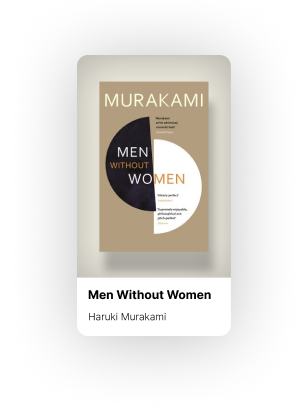 MURAKAMI
MEN
WITHOUT
WOMEN
Men Without Women
Haruki Murakami